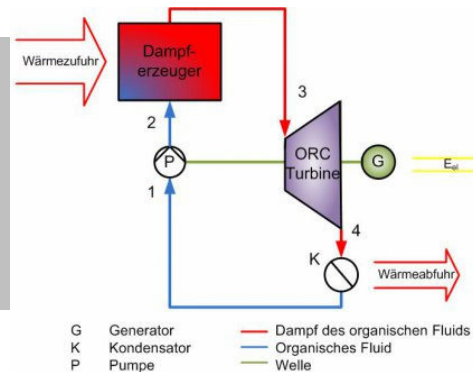 Wärmezufuhr
Dampf-
erzeuger
3
2
P
ORC
Turbine
G
E_el
1
4
K
Wärmeabfuhr
G Generator
K Kondensator
P Pumpe
Dampf des organischen Fluids
Organisches Fluid
Welle